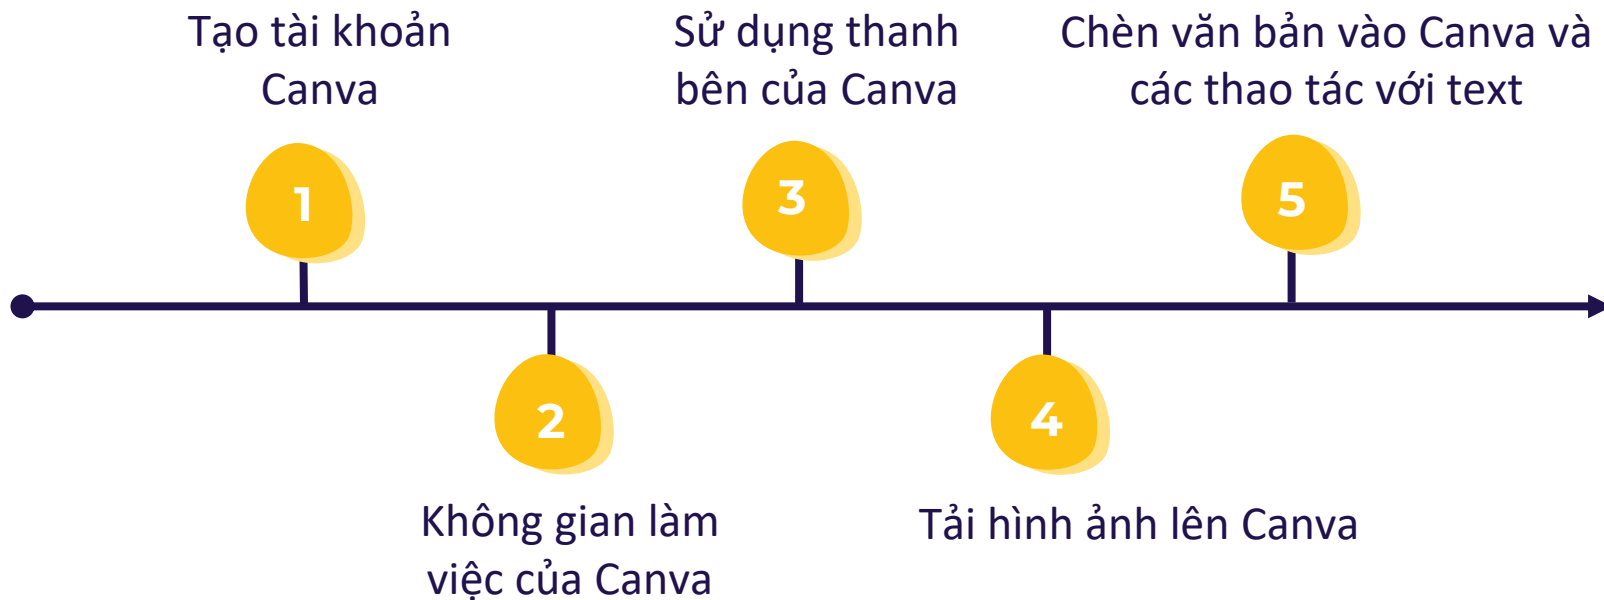 Tạo tài khoản
Canva
1
2
Không gian làm
việc của Canva
Sử dụng thanh
bên của Canva
3
4
Tải hình ảnh lên Canva
Chèn văn bản vào Canva và
các thao tác với text
5